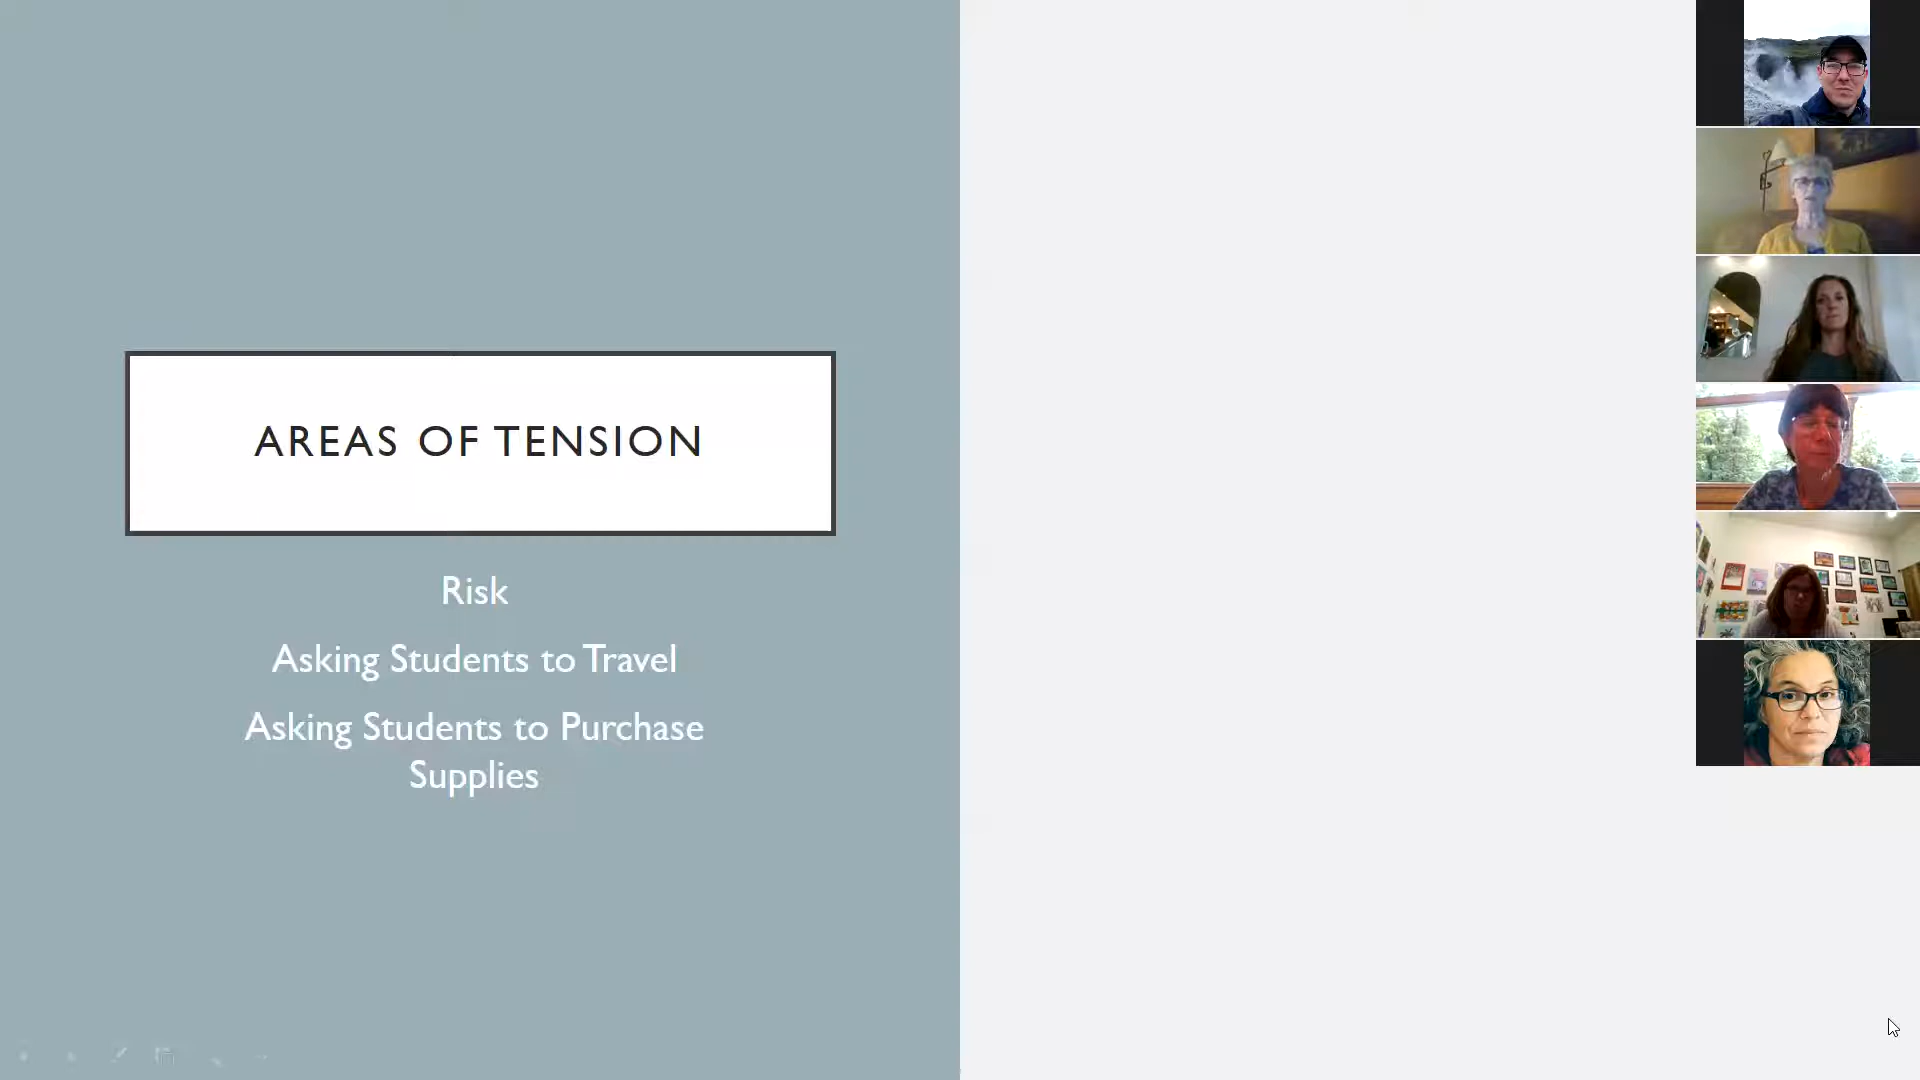 AREAS OF TENSION
Risk
Asking Students to Travel
Asking Students to Purchase
Supplies